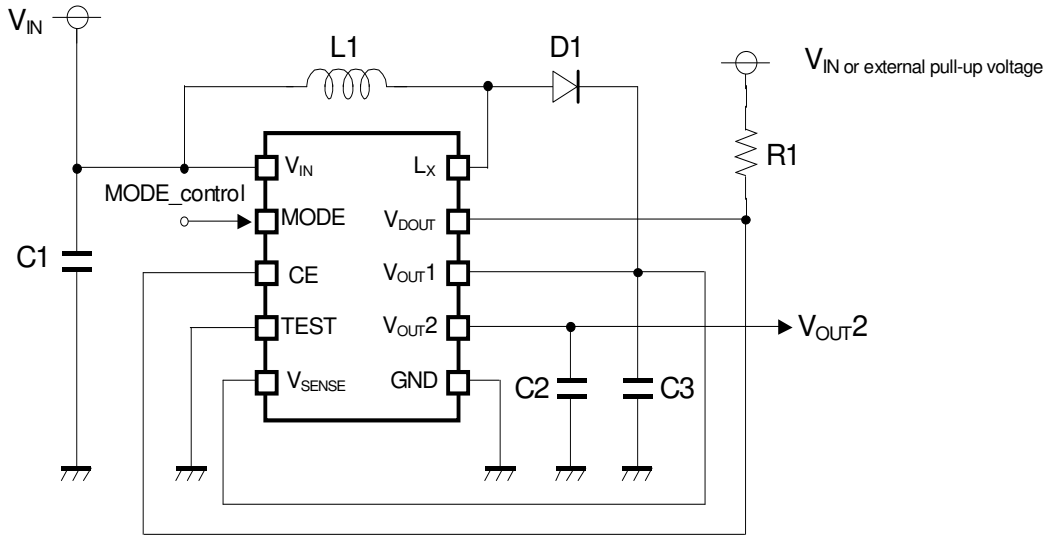 VIN
L1
D1
VIN or external pull-up voltage
R1
VIN
LX
MODE_control
MODE
VDOUT
C1
CE
VOUT1
TEST
VOUT2
VOUT2
VSENSE
GND
C2
C3